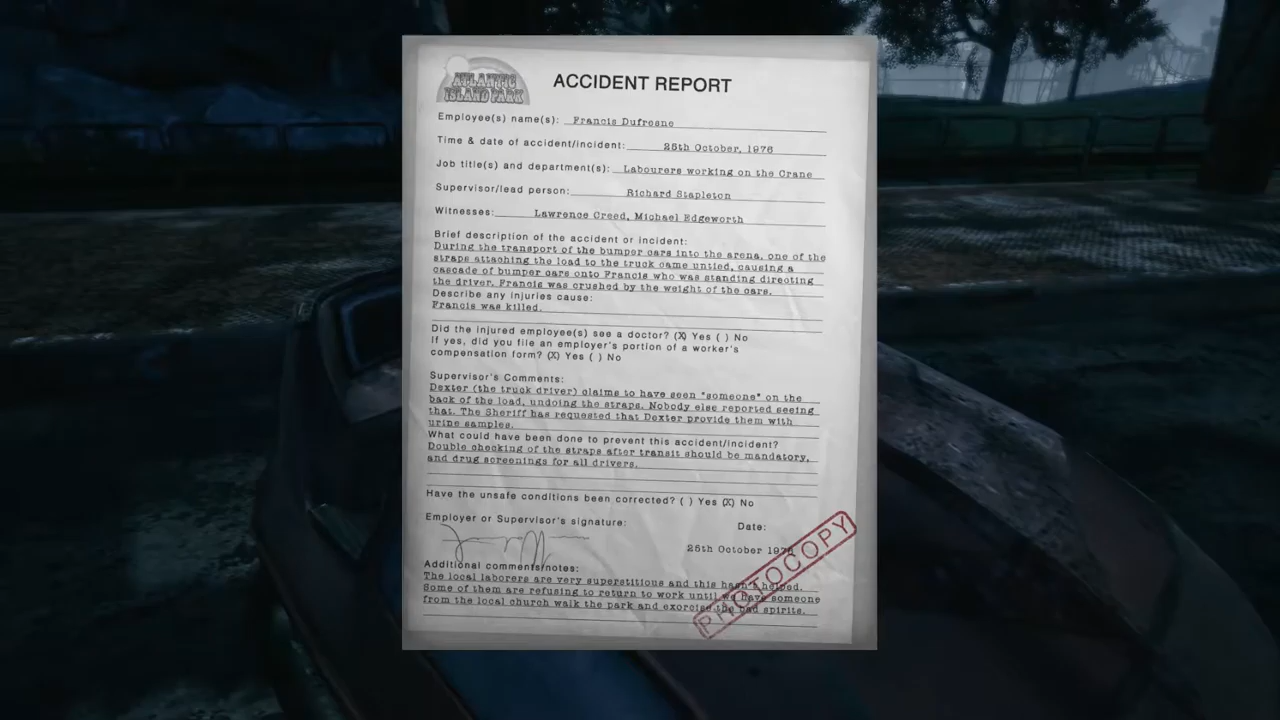 ATLANTIC
ISLAND PARK
ACCIDENT REPORT
Employee(s) name(s): Francis Dufresne
Time & date of accident/incident: 25th October, 1976
Job title(s) and department(s): Labourers working on the Crane
Supervisor/lead person: Richard Stapleton
Witnesses: Lawrence Creed, Michael Edgeworth
Brief description of the accident or incident:
During the transport of the bumper cars into the arena, one of the
straps attaching the load to the truck came untied, causing a
cascade of bumper cars onto Francis who was standing directing
the driver. Francis was crushed by the weight of the cars.
Describe any injuries cause:
Francis was killed.
Did the injured employee(s) see a doctor? (X) Yes ( ) No
If yes, did you file an employer's portion of a worker's
compensation form? (X) Yes ( ) No
Supervisor's Comments:
Dexter (the truck driver) claims to have seen "someone" on the
back of the load, undoing the straps. Nobody else reported seeing
that. The Sheriff has requested that Dexter provide them with
urine samples.
What could have been done to prevent this accident/incident?
Double checking of the straps after transit should be mandatory,
and drug screenings for all drivers.
Have the unsafe conditions been corrected? ( ) Yes (X) No
Employer or Supervisor's signature:
Date:
25th October 1976
Additional comments/notes:
The local laborers are very superstitious and this hasn't helped.
Some of them are refusing to return to work until we have someone
from the local church walk the park and exorcise the bad spirits.
PHOTOCOPY